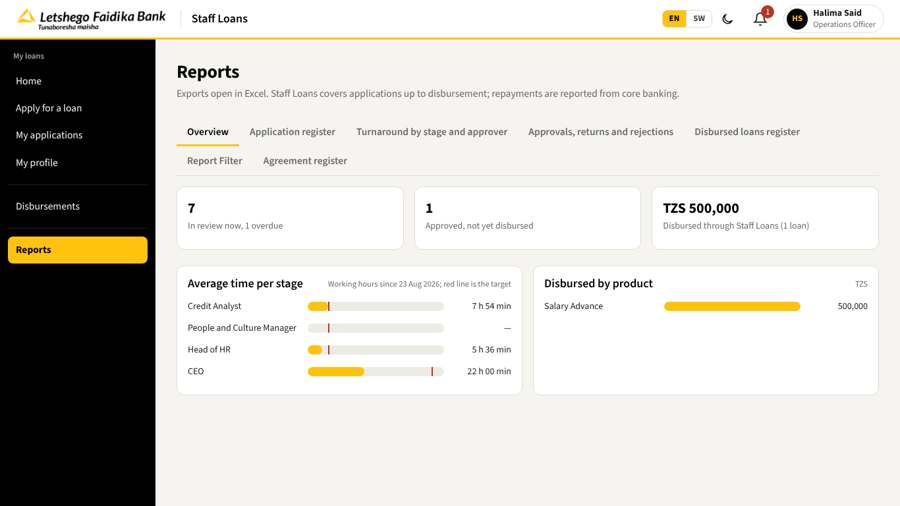 Letshego Faidika Bank
Tunaboresha maisha
Staff Loans
EN SW
1
HS
Halima Said
Operations Officer
My loans
Home
Apply for a loan
My applications
My profile
Disbursements
Reports
Reports
Exports open in Excel. Staff Loans covers applications up to disbursement; repayments are reported from core banking.
Overview Application register Turnaround by stage and approver Approvals, returns and rejections Disbursed loans register
Report Filter Agreement register
7
In review now, 1 overdue
1
Approved, not yet disbursed
TZS 500,000
Disbursed through Staff Loans (1 loan)
Average time per stage Working hours since 23 Aug 2026; red line is the target
Credit Analyst 7 h 54 min
People and Culture Manager —
Head of HR 5 h 36 min
CEO 22 h 00 min
Disbursed by product TZS
Salary Advance 500,000